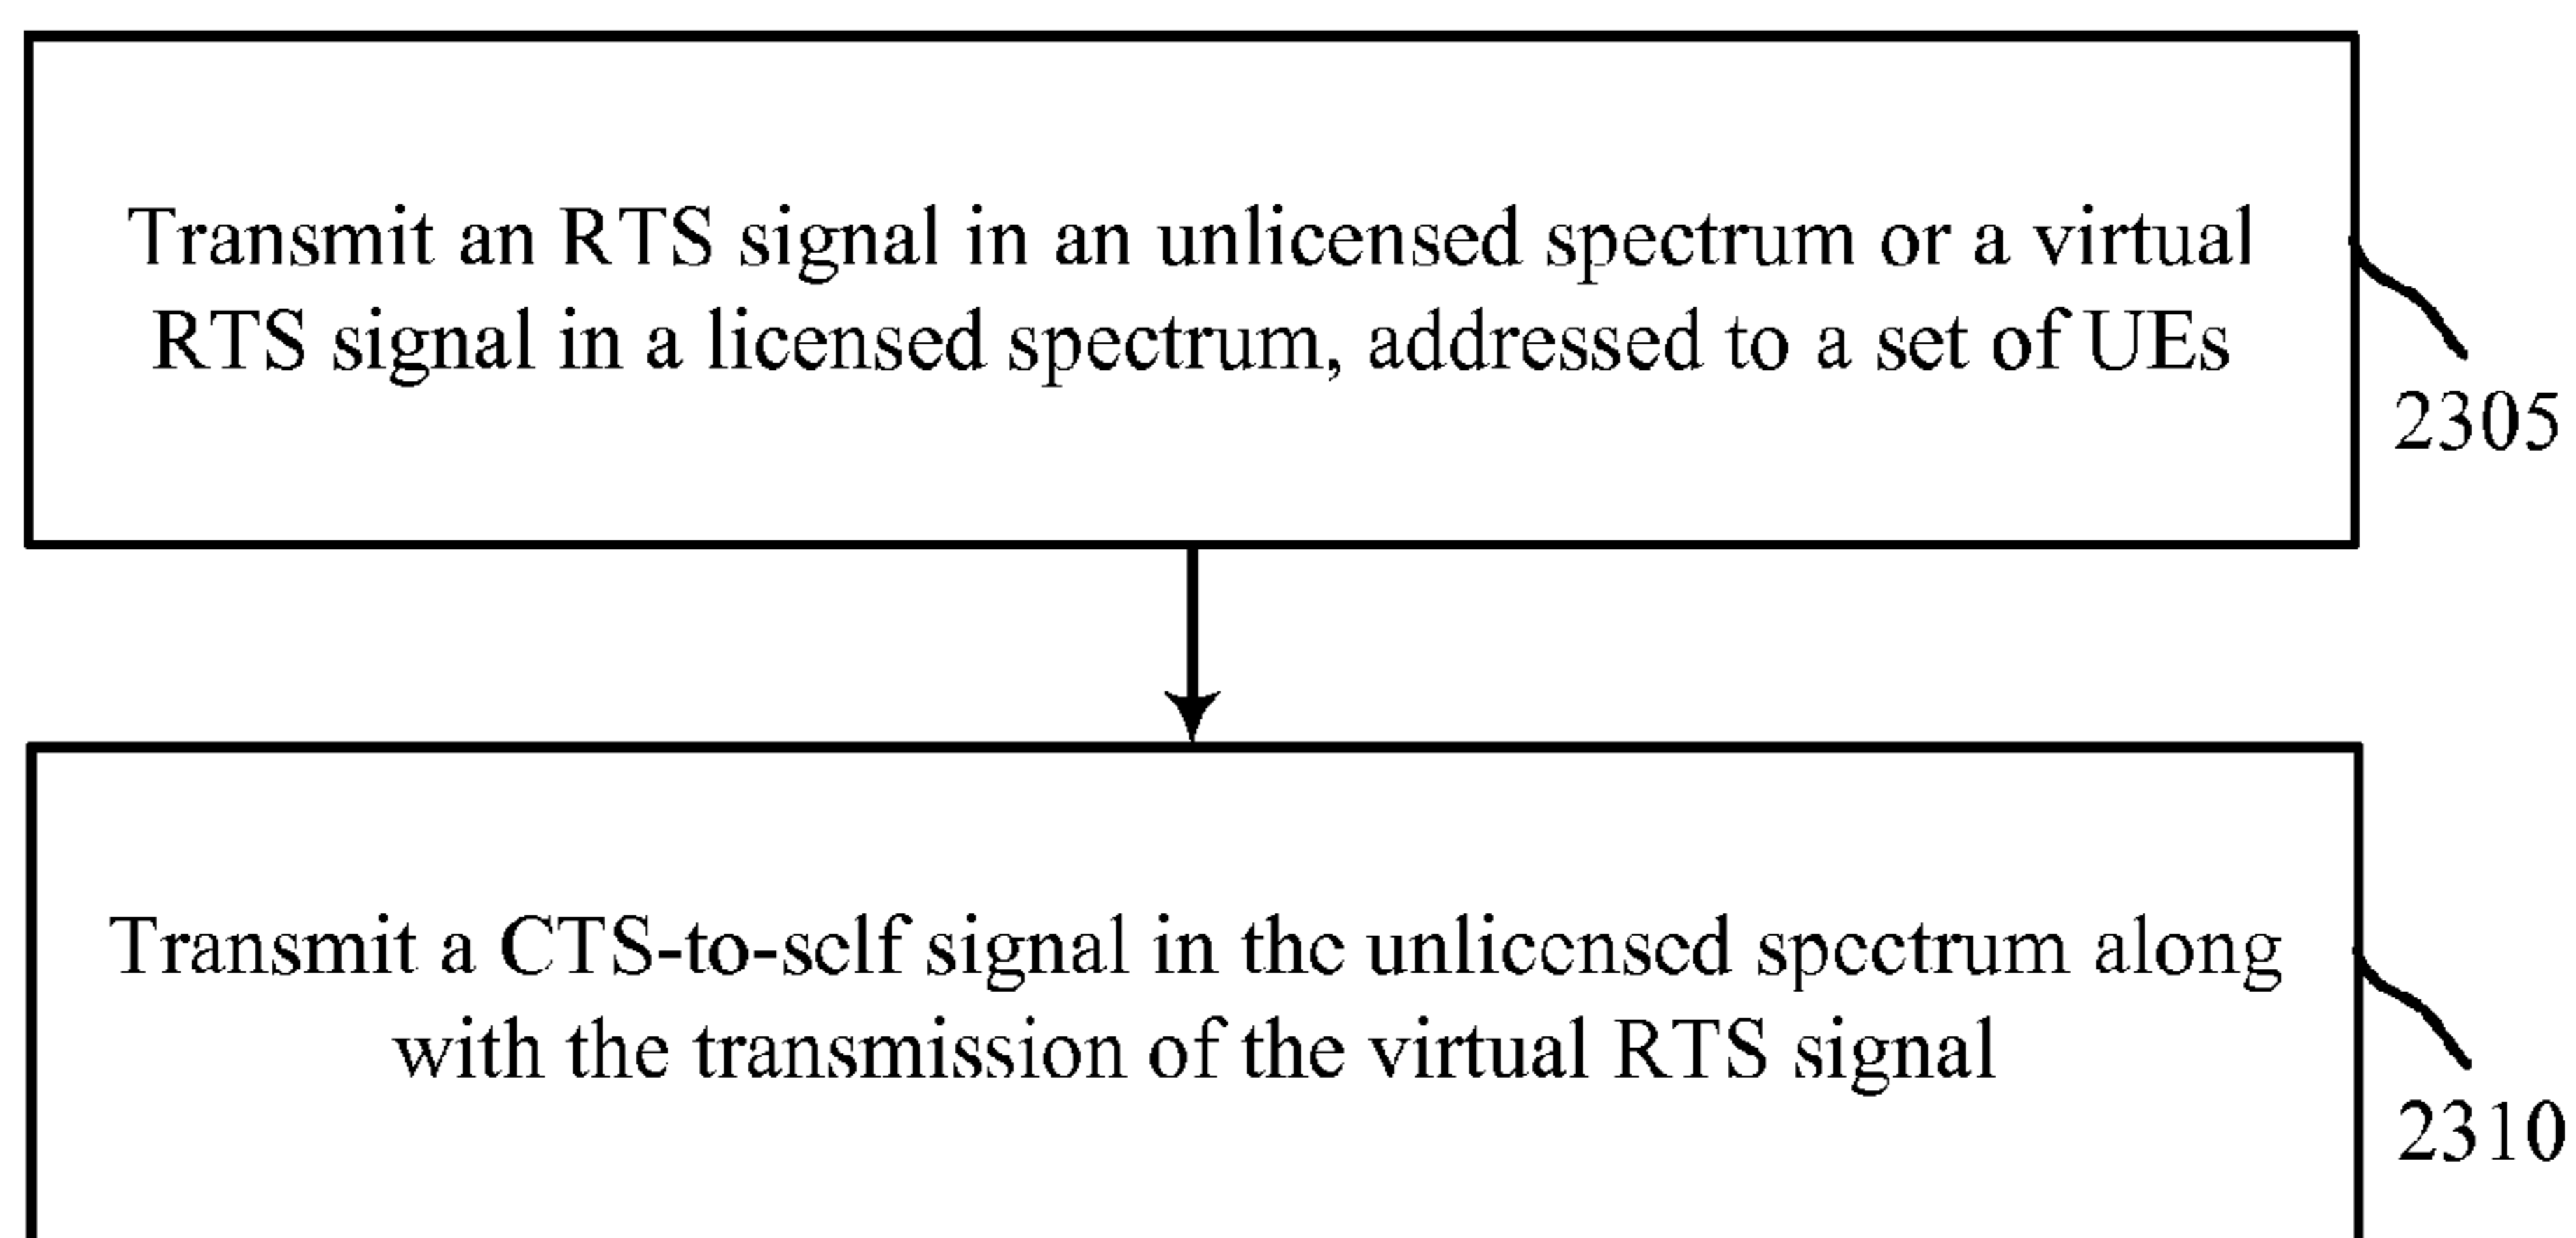 Transmit an RTS signal in an unlicensed spectrum or a virtual
RTS signal in a licensed spectrum, addressed to a set of UEs
2305
Transmit a CTS-to-self signal in the unlicensed spectrum along
with the transmission of the virtual RTS signal
2310